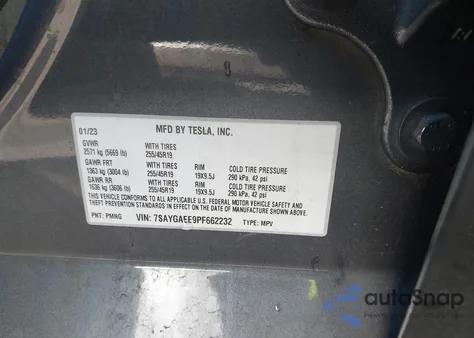 01/23 MFD BY TESLA, INC.
GVWR WITH TIRES
2571 kg (5669 lb) 255/45R19
GAWR FRT WITH TIRES RIM COLD TIRE PRESSURE
1363 kg (3004 lb) 255/45R19 19X9.5J 290 kPa, 42 psi
GAWR RR WITH TIRES RIM COLD TIRE PRESSURE
1636 kg (3606 lb) 255/45R19 19X9.5J 290 kPa, 42 psi
THIS VEHICLE CONFORMS TO ALL APPLICABLE U.S. FEDERAL MOTOR VEHICLE SAFETY AND
THEFT PREVENTION STANDARDS IN EFFECT ON THE DATE OF MANUFACTURE SHOWN ABOVE.
PNT: PMNG VIN: 7SAYGAEE9PF662232 TYPE: MPV
autoSnap